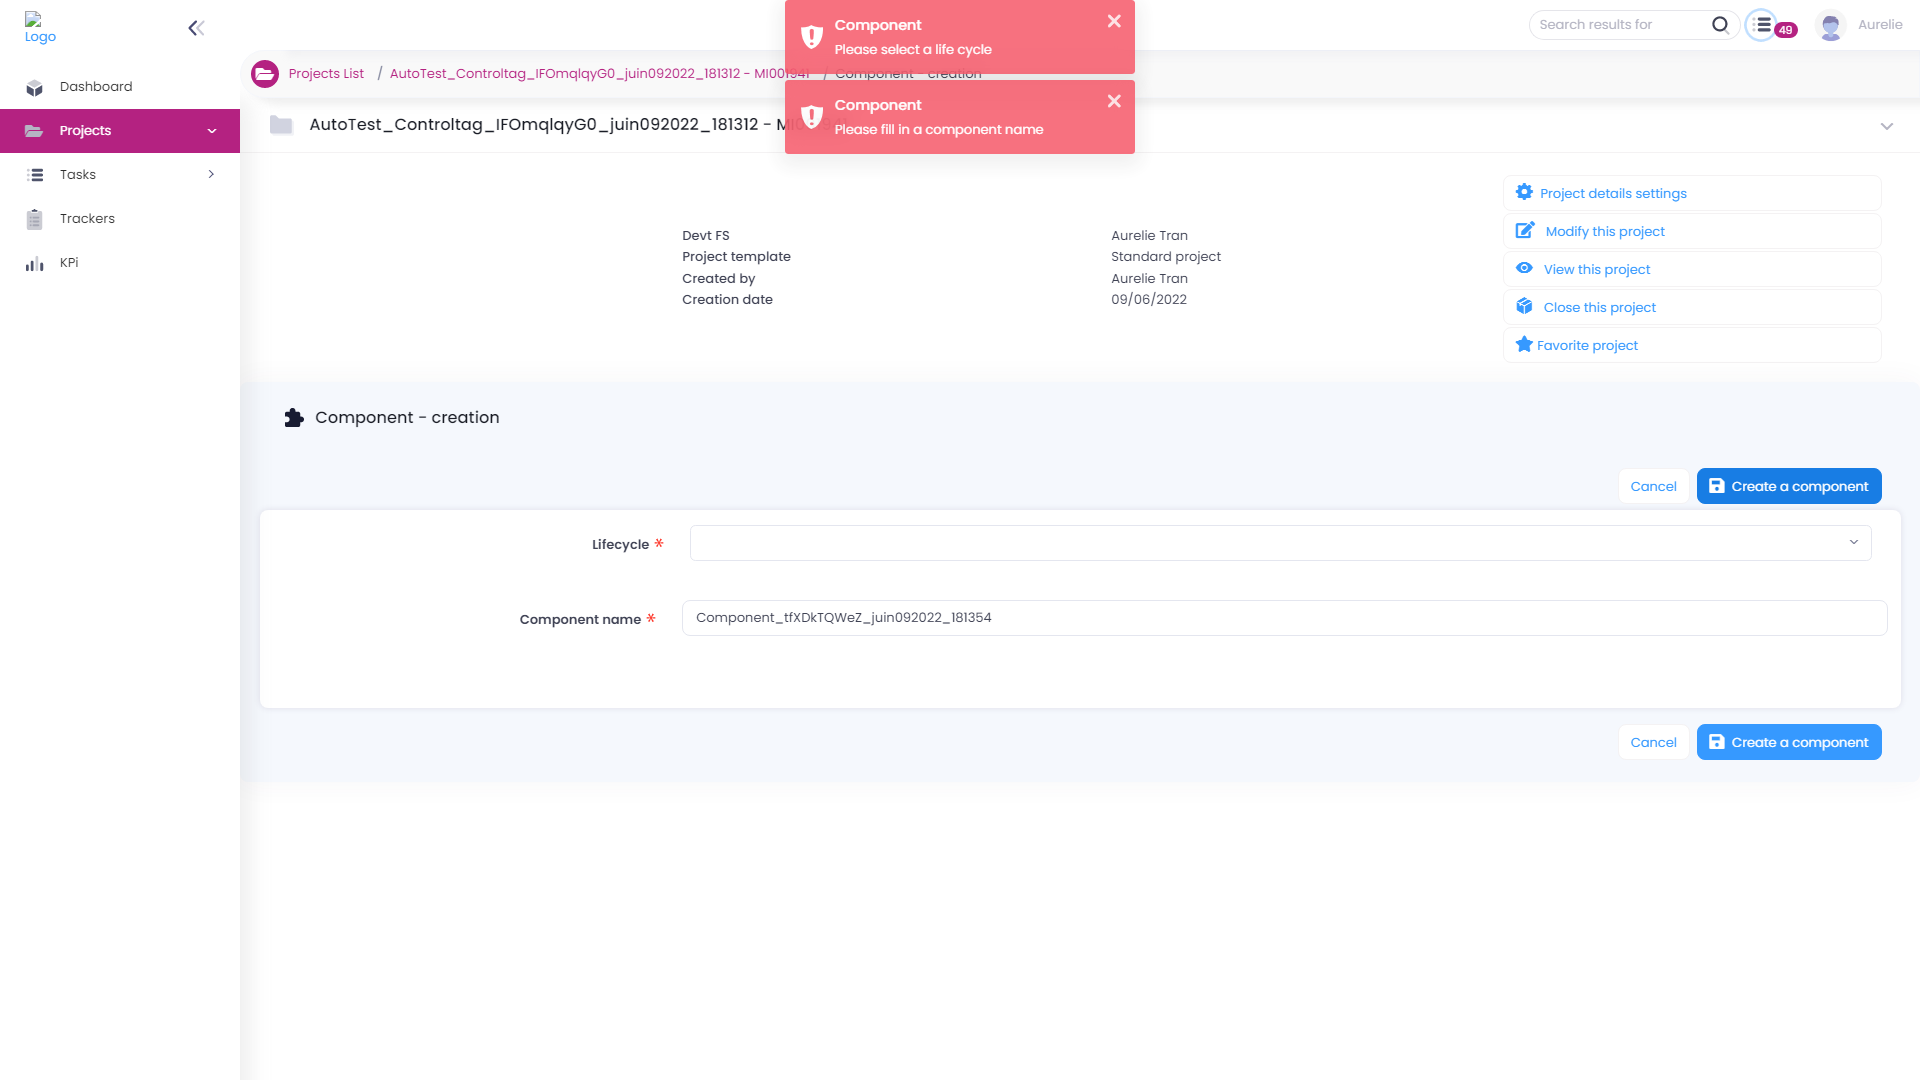 Logo
Search results for
49
Aurelie
Component
Please select a life cycle
Component
Please fill in a component name
Dashboard
Projects
Tasks
Trackers
KPi
Projects List / AutoTest_Controltag_IFOmqlqyG0_juin092022_181312 - MI001941 / Component - creation
AutoTest_Controltag_IFOmqlqyG0_juin092022_181312 - MI001941
Devt FS Aurelie Tran
Project template Standard project
Created by Aurelie Tran
Creation date 09/06/2022
Project details settings
Modify this project
View this project
Close this project
Favorite project
Component - creation
Cancel Create a component
Lifecycle *
Component name * Component_tfXDkTQWeZ_juin092022_181354
Cancel Create a component